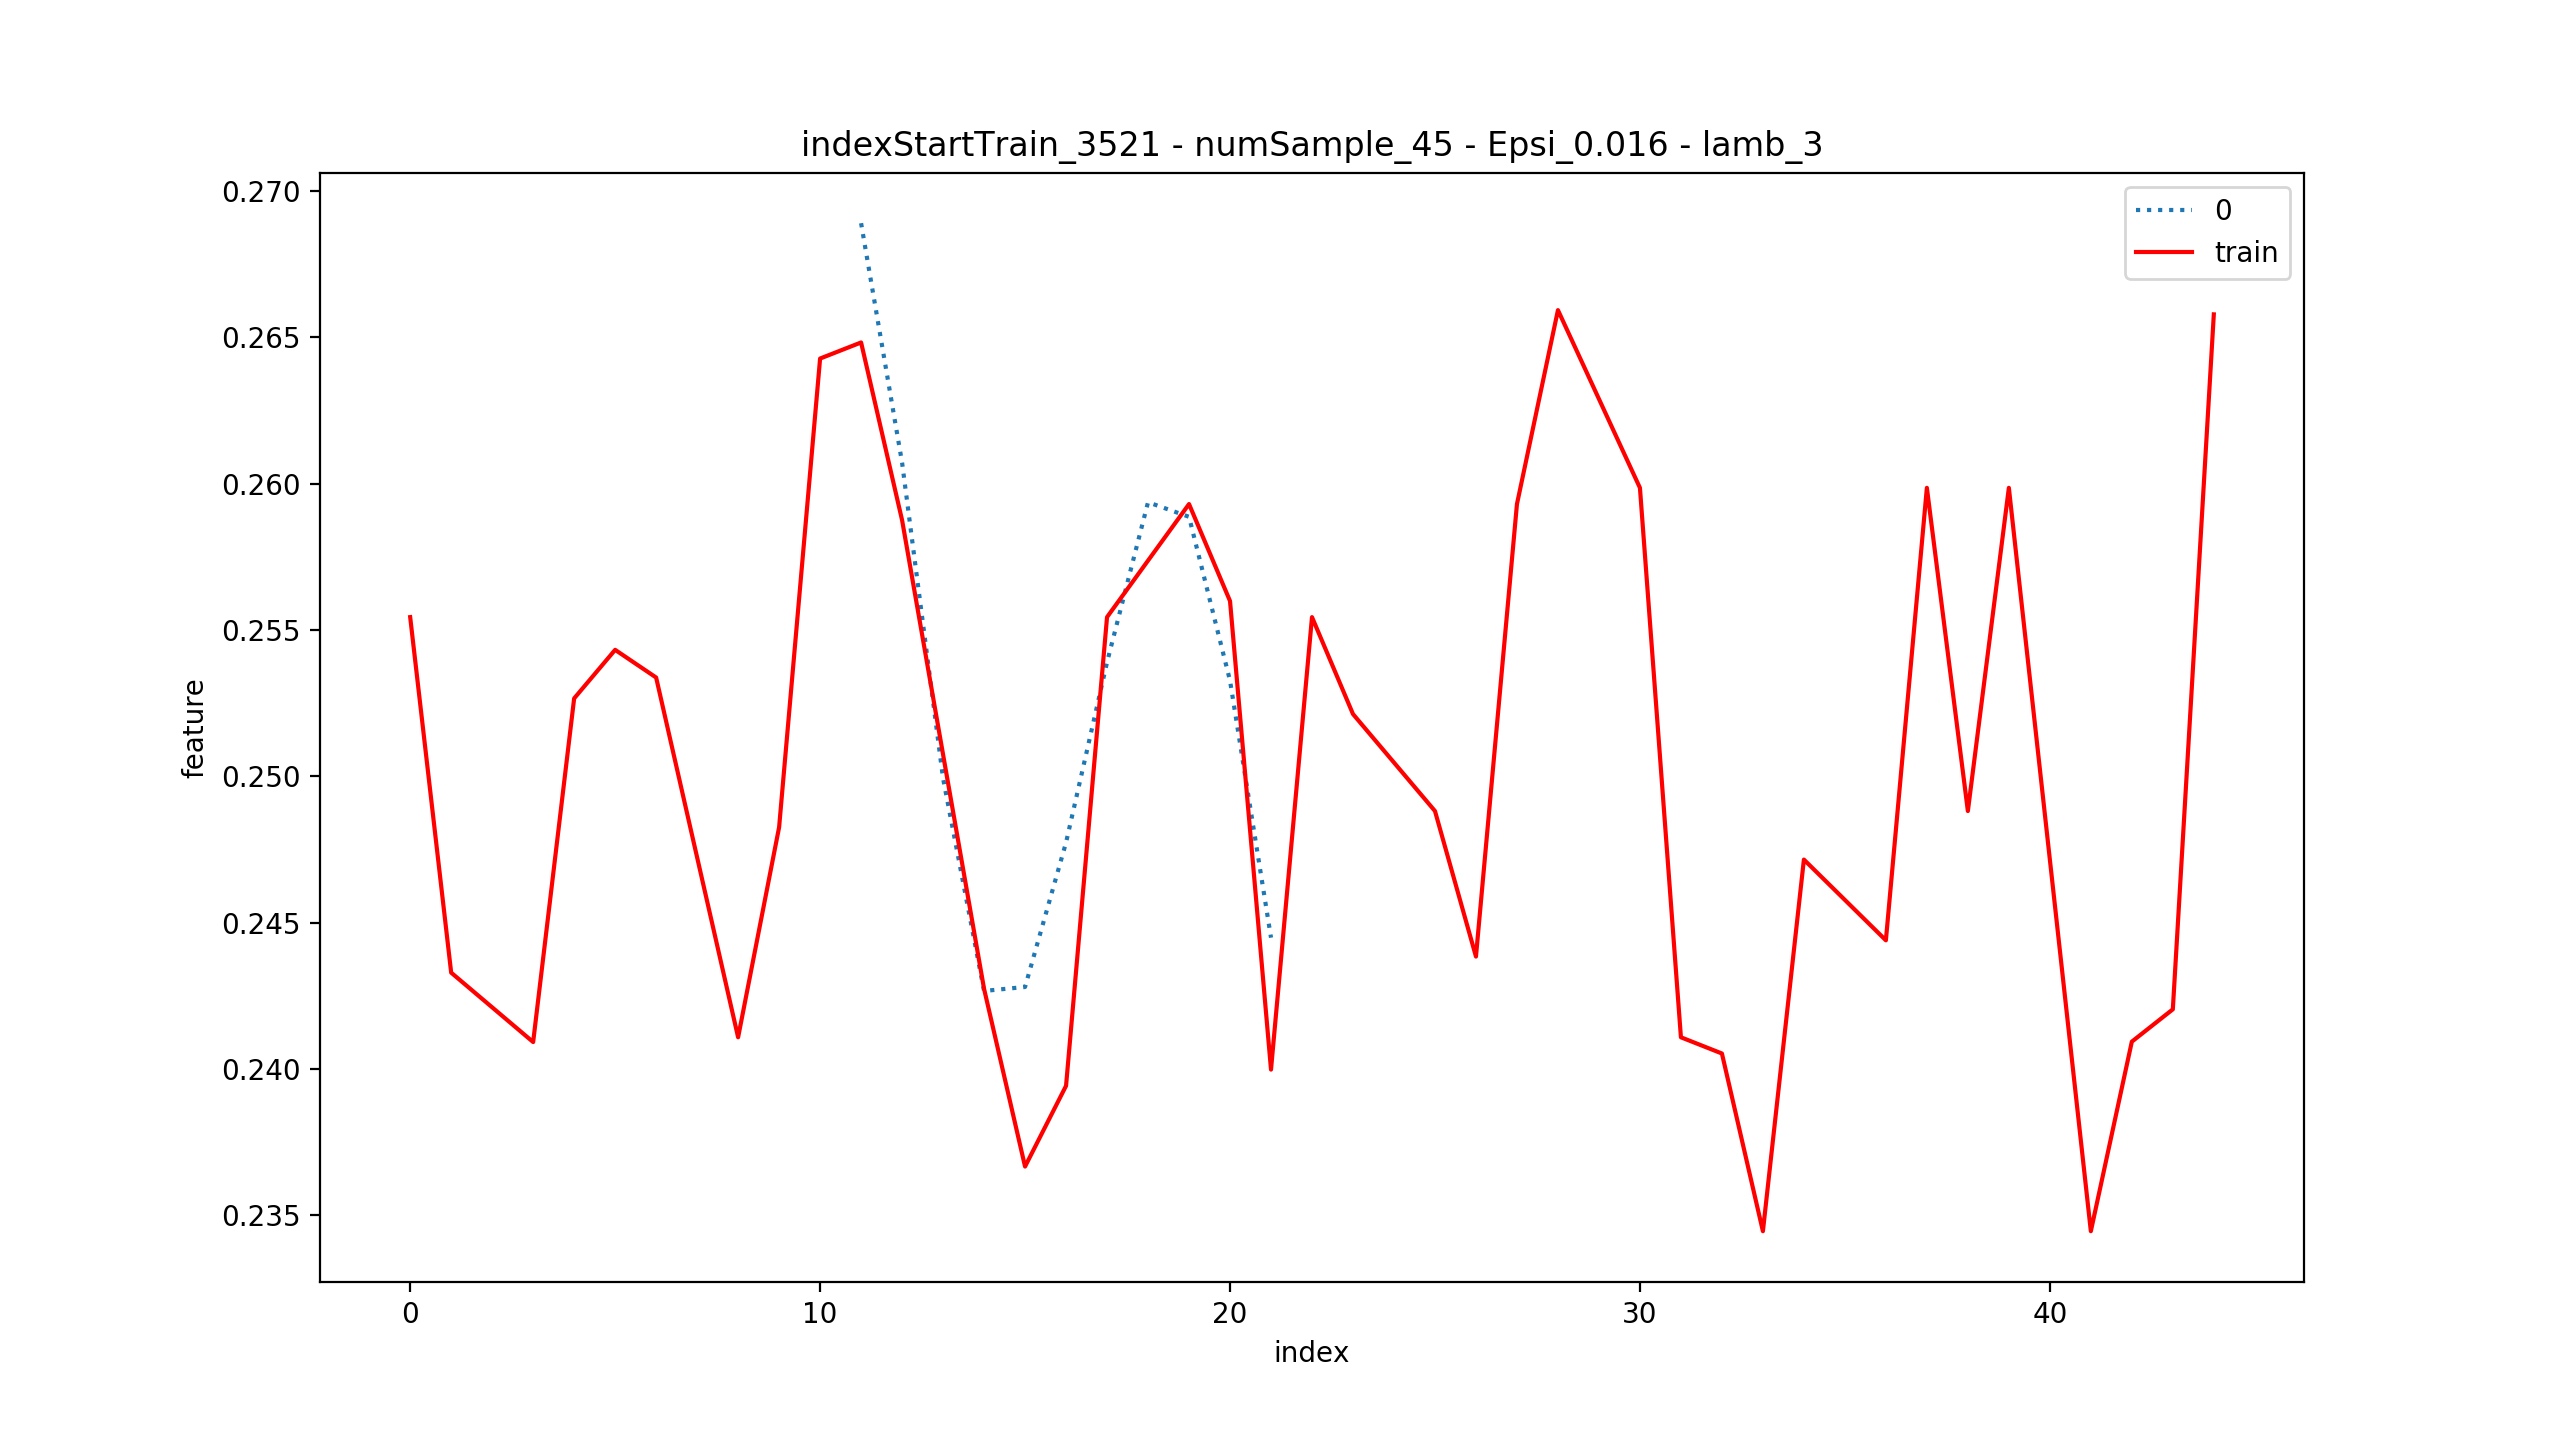 indexStartTrain_3521 - numSample_45 - Epsi_0.016 - lamb_3
0
train
0.270
0.265
0.260
0.255
0.250
0.245
0.240
0.235
feature
0 10 20 30 40
index